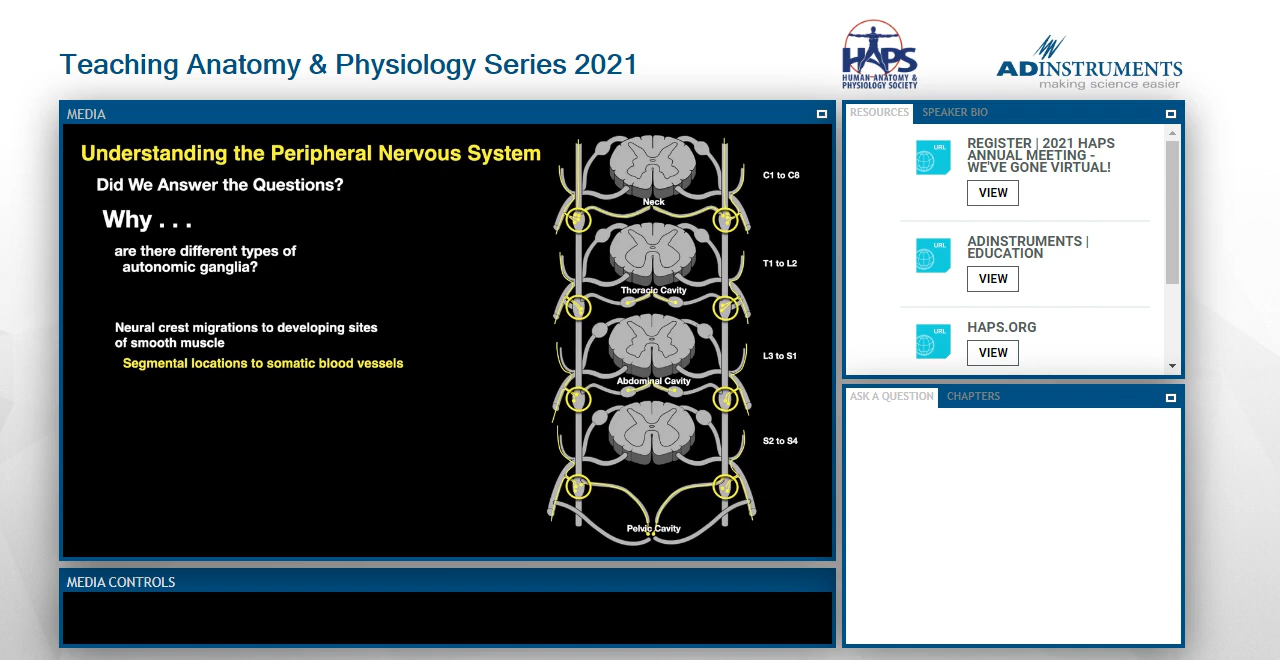 Teaching Anatomy & Physiology Series 2021
HAPS
HUMAN ANATOMY &
PHYSIOLOGY SOCIETY
ADINSTRUMENTS
making science easier
MEDIA
Understanding the Peripheral Nervous System
Did We Answer the Questions?
Why . . .
are there different types of
autonomic ganglia?
Neural crest migrations to developing sites
of smooth muscle
Segmental locations to somatic blood vessels
C1 to C8
Neck
T1 to L2
Thoracic Cavity
L3 to S1
Abdominal Cavity
S2 to S4
Pelvic Cavity
MEDIA CONTROLS
RESOURCES
SPEAKER BIO
URL
REGISTER | 2021 HAPS
ANNUAL MEETING -
WE'VE GONE VIRTUAL!
VIEW
URL
ADINSTRUMENTS |
EDUCATION
VIEW
URL
HAPS.ORG
VIEW
ASK A QUESTION
CHAPTERS